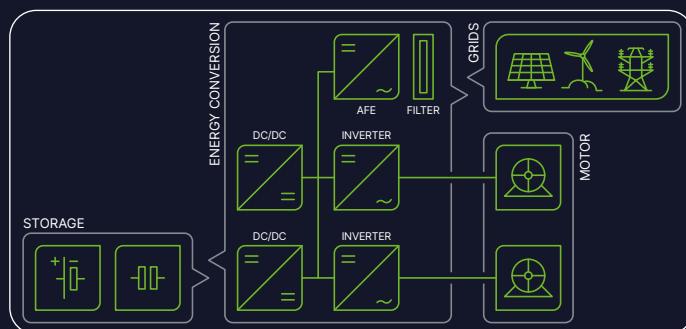 ENERGY CONVERSION
GRIDS
AFE
FILTER
DC/DC
INVERTER
MOTOR
STORAGE
DC/DC
INVERTER